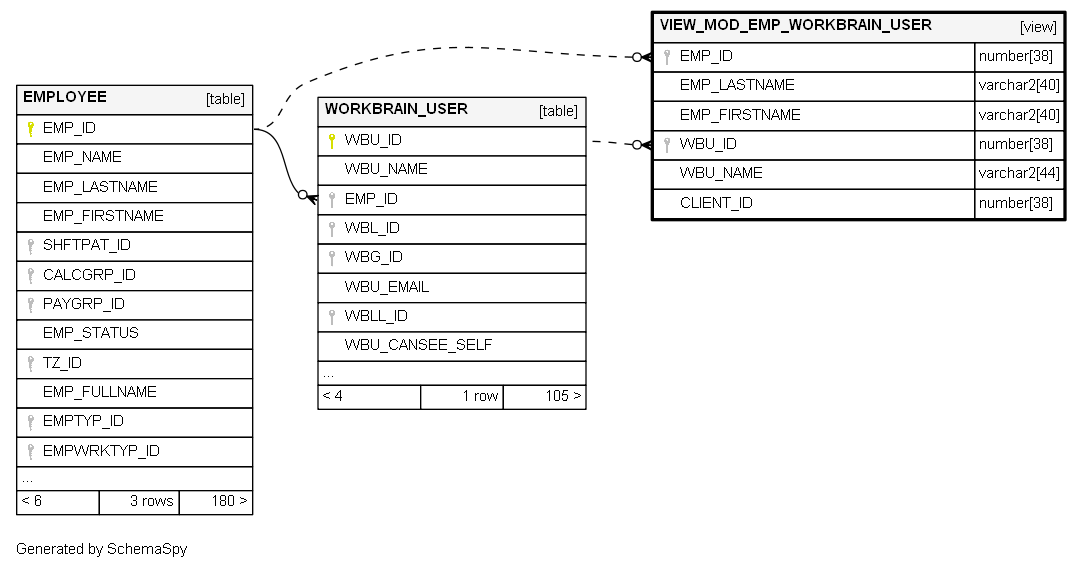 EMPLOYEE [table]
EMP_ID
EMP_NAME
EMP_LASTNAME
EMP_FIRSTNAME
SHFTPAT_ID
CALCGRP_ID
PAYGRP_ID
EMP_STATUS
TZ_ID
EMP_FULLNAME
EMPTYP_ID
EMPWRKTYP_ID
...
< 6 3 rows 180 >
WORKBRAIN_USER [table]
WBU_ID
WBU_NAME
EMP_ID
WBL_ID
WBG_ID
WBU_EMAIL
WBLL_ID
WBU_CANSEE_SELF
...
< 4 1 row 105 >
VIEW_MOD_EMP_WORKBRAIN_USER [view]
EMP_ID number[38]
EMP_LASTNAME varchar2[40]
EMP_FIRSTNAME varchar2[40]
WBU_ID number[38]
WBU_NAME varchar2[44]
CLIENT_ID number[38]
Generated by SchemaSpy